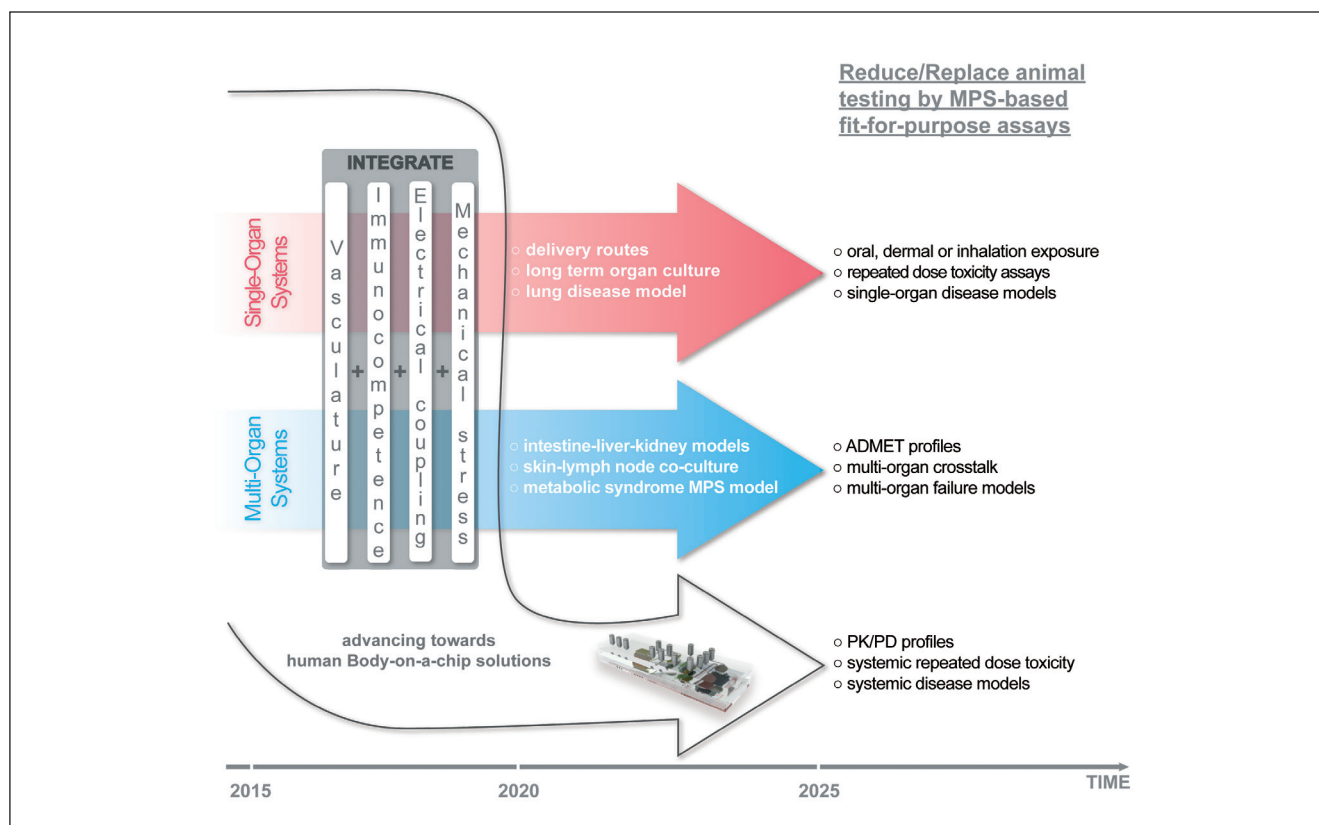 Reduce/Replace animal
testing by MPS-based
fit-for-purpose assays
INTEGRATE
Single-Organ
Systems
Multi-Organ
Systems
Vasculature
+
Immunocompetence
+
Electrical coupling
+
Mechanical stress
○ delivery routes
○ long term organ culture
○ lung disease model
○ oral, dermal or inhalation exposure
○ repeated dose toxicity assays
○ single-organ disease models
○ intestine-liver-kidney models
○ skin-lymph node co-culture
○ metabolic syndrome MPS model
○ ADMET profiles
○ multi-organ crosstalk
○ multi-organ failure models
advancing towards
human Body-on-a-chip solutions
○ PK/PD profiles
○ systemic repeated dose toxicity
○ systemic disease models
2015
2020
2025
TIME